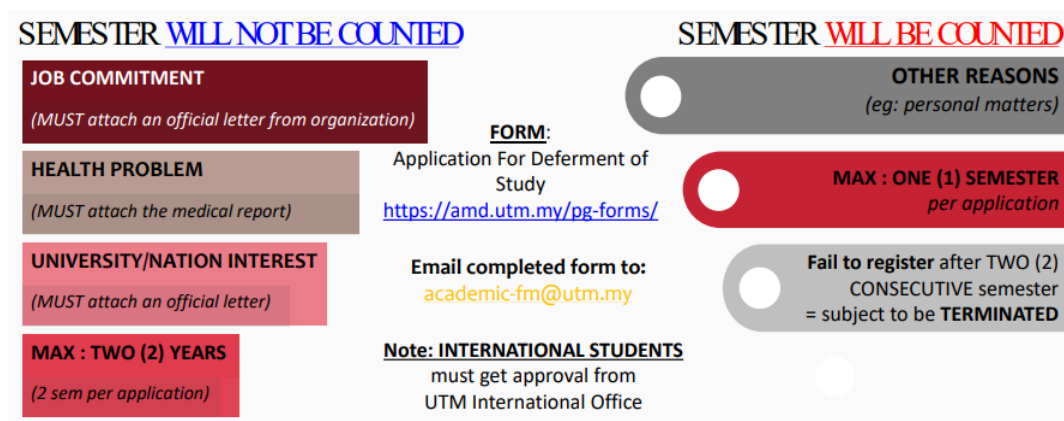 SEMESTER WILL NOT BE COUNTED
JOB COMMITMENT
(MUST attach an official letter from organization)
HEALTH PROBLEM
(MUST attach the medical report)
UNIVERSITY/NATION INTEREST
(MUST attach an official letter)
MAX : TWO (2) YEARS
(2 sem per application)
FORM:
Application For Deferment of
Study
https://amd.utm.my/pg-forms/
Email completed form to:
academic-fm@utm.my
Note: INTERNATIONAL STUDENTS
must get approval from
UTM International Office
SEMESTER WILL BE COUNTED
OTHER REASONS
(eg: personal matters)
MAX : ONE (1) SEMESTER
per application
Fail to register after TWO (2)
CONSECUTIVE semester
= subject to be TERMINATED